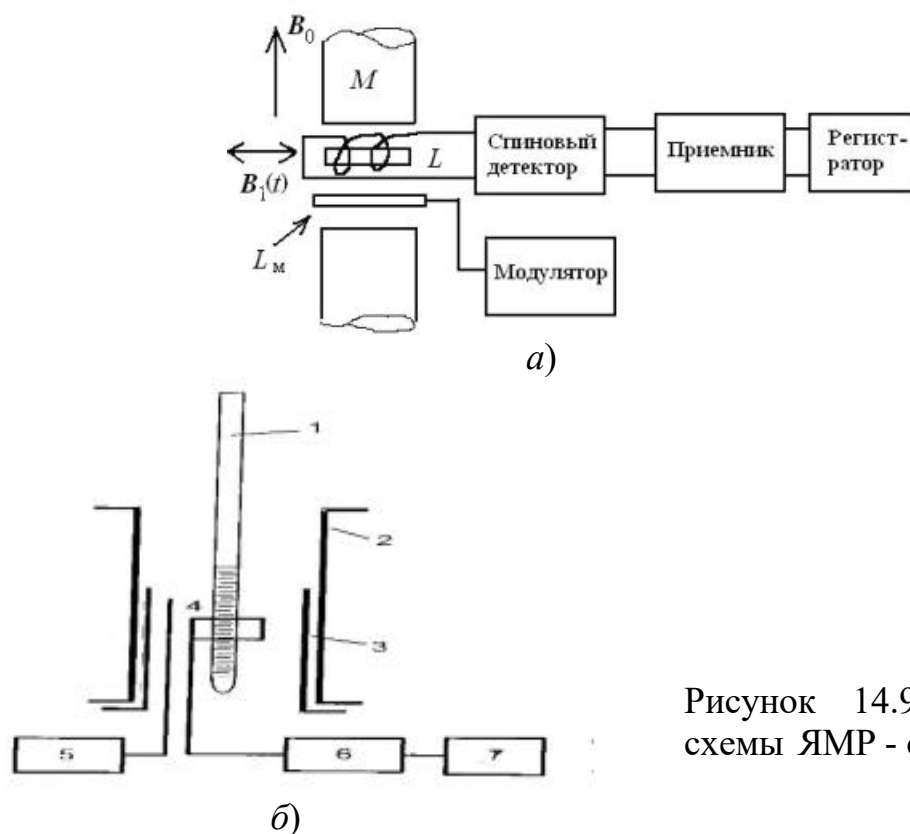 B₀
M
Спиновый
детектор
Приемник
Регист-
ратор
L
B₁(t)
Lм
Модулятор
а)
1
2
4
3
5
6
7
б)
Рисунок 14.9
схемы ЯМР -